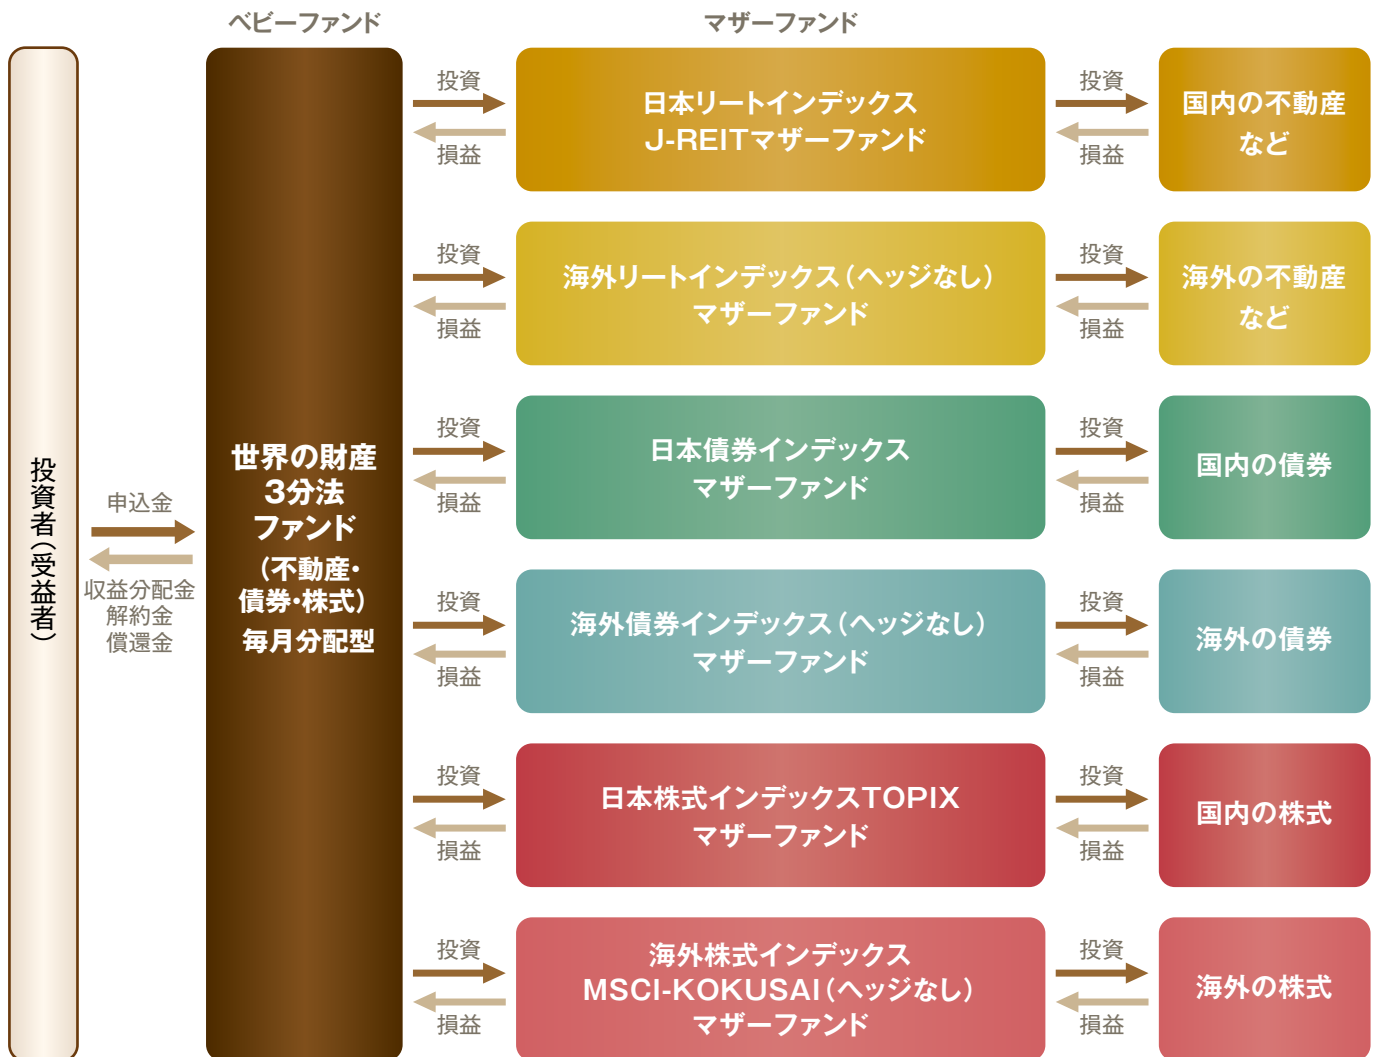 ベビーファンド
マザーファンド
投資者(受益者)
申込金
収益分配金
解約金
償還金
世界の財産
3分法
ファンド
(不動産・
債券・株式)
毎月分配型
投資
損益
日本リートインデックス
J-REITマザーファンド
投資
損益
国内の不動産
など
投資
損益
海外リートインデックス(ヘッジなし)
マザーファンド
投資
損益
海外の不動産
など
投資
損益
日本債券インデックス
マザーファンド
投資
損益
国内の債券
投資
損益
海外債券インデックス(ヘッジなし)
マザーファンド
投資
損益
海外の債券
投資
損益
日本株式インデックスTOPIX
マザーファンド
投資
損益
国内の株式
投資
損益
海外株式インデックス
MSCI-KOKUSAI(ヘッジなし)
マザーファンド
投資
損益
海外の株式